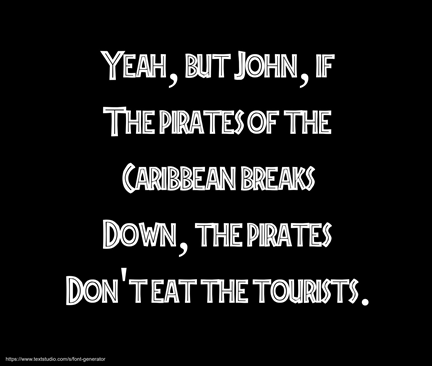 Yeah, but John, if
The pirates of the
Caribbean breaks
Down, the pirates
Don't eat the tourists.
https://www.textstudio.com/s/font-generator